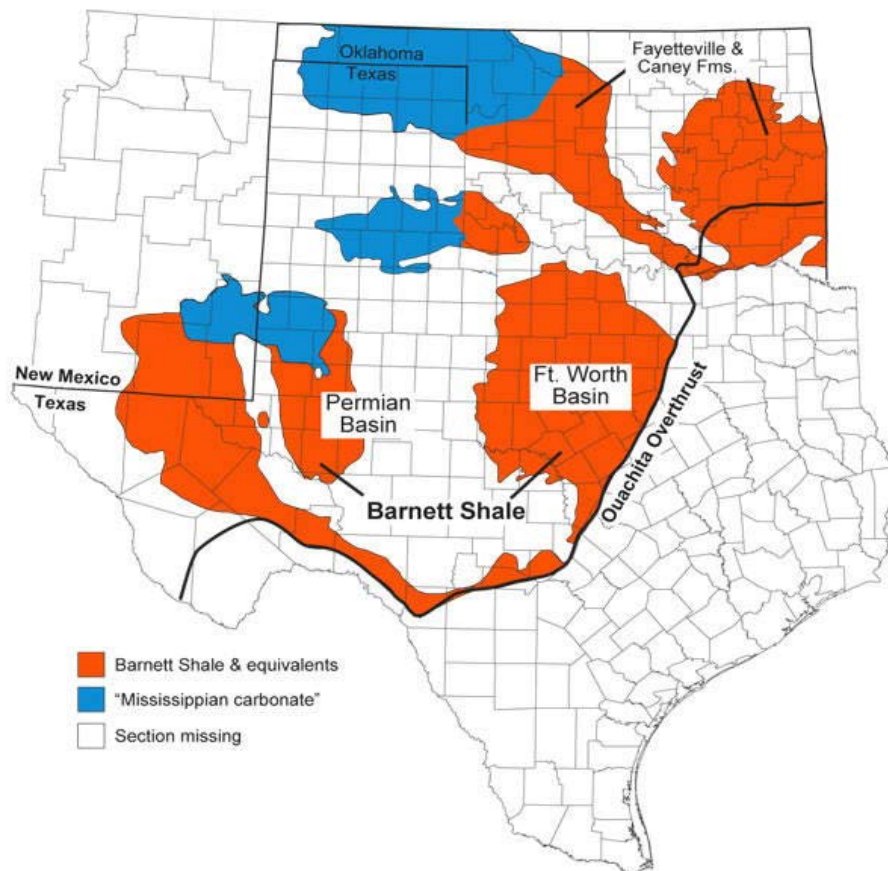 Oklahoma
Texas
Fayetteville &
Caney Fms.
New Mexico
Texas
Permian
Basin
Ft. Worth
Basin
Barnett Shale
Ouachita Overthrust
Barnett Shale & equivalents
"Mississippian carbonate"
Section missing